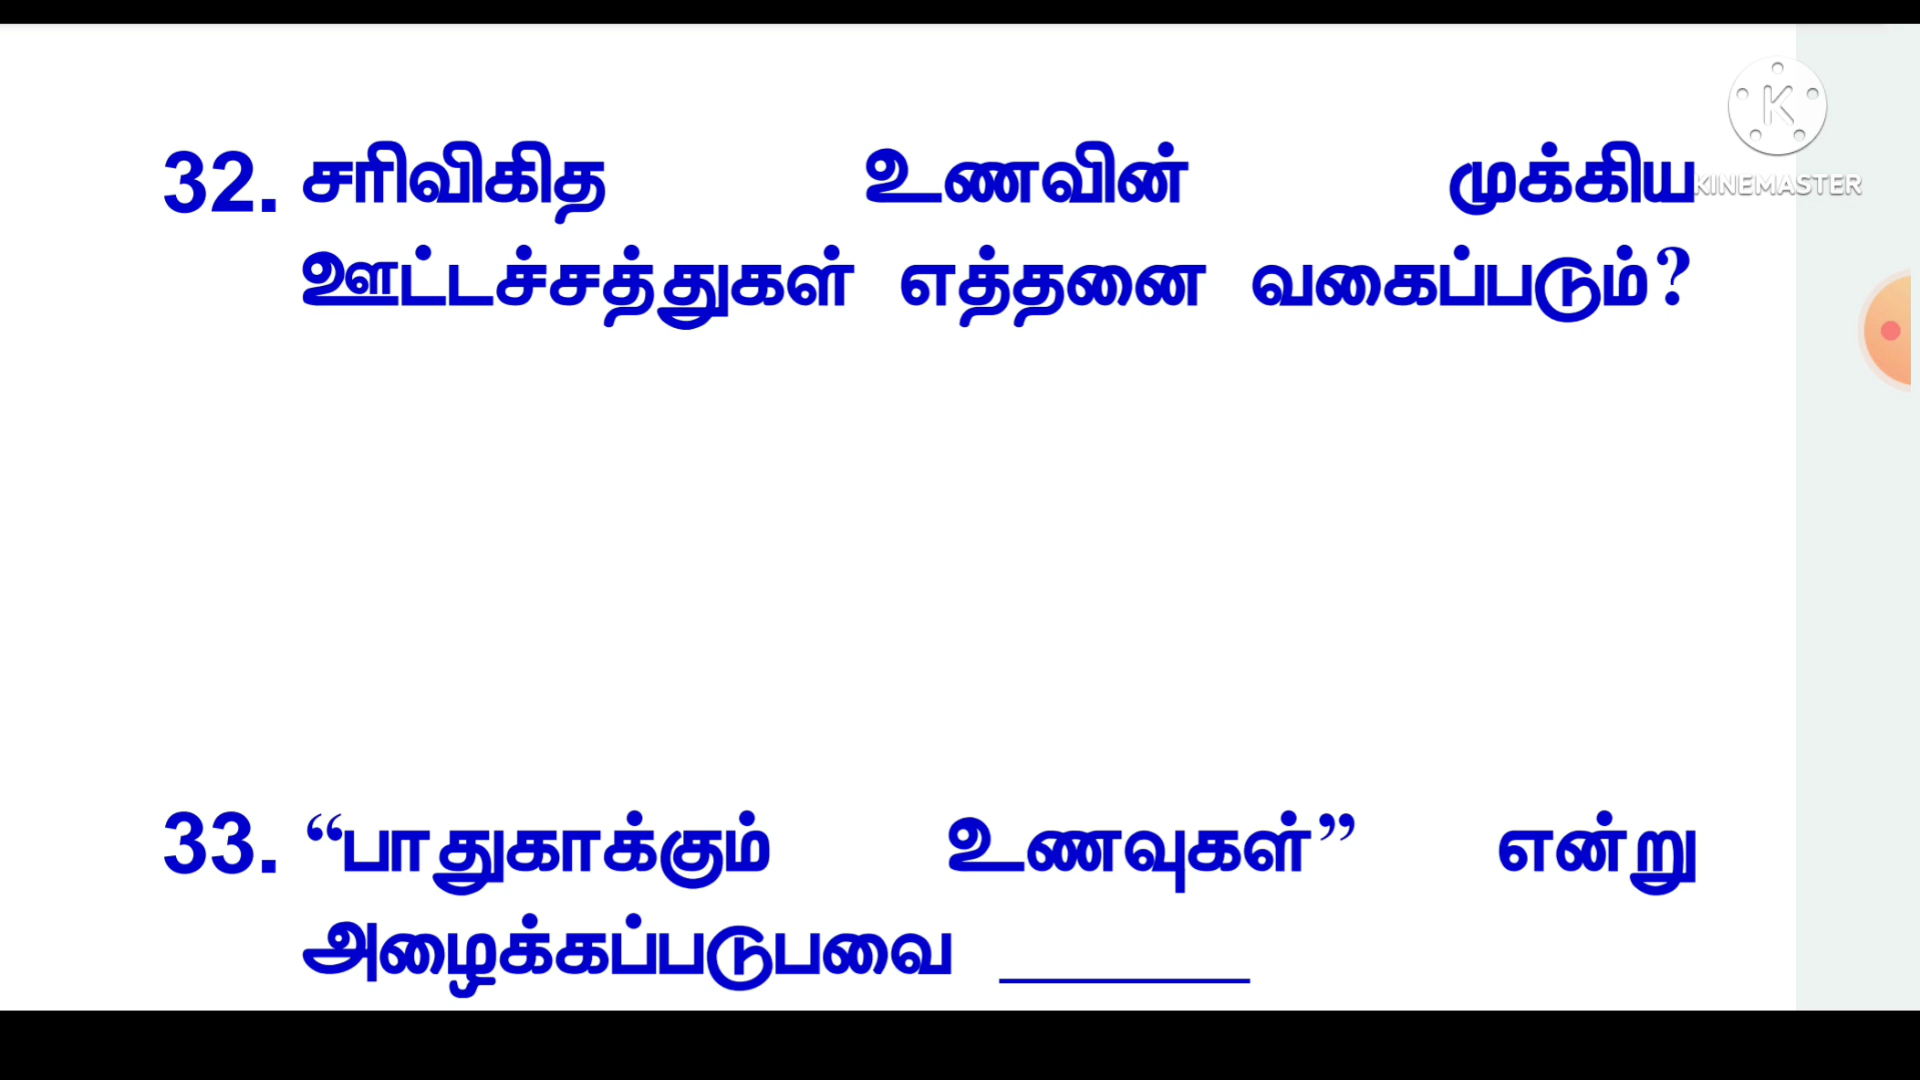 32. சரிவிகித உணவின் முக்கிய
ஊட்டச்சத்துகள் எத்தனை வகைப்படும்?
33. “பாதுகாக்கும் உணவுகள்” என்று
அழைக்கப்படுபவை ______
K
KINEMASTER